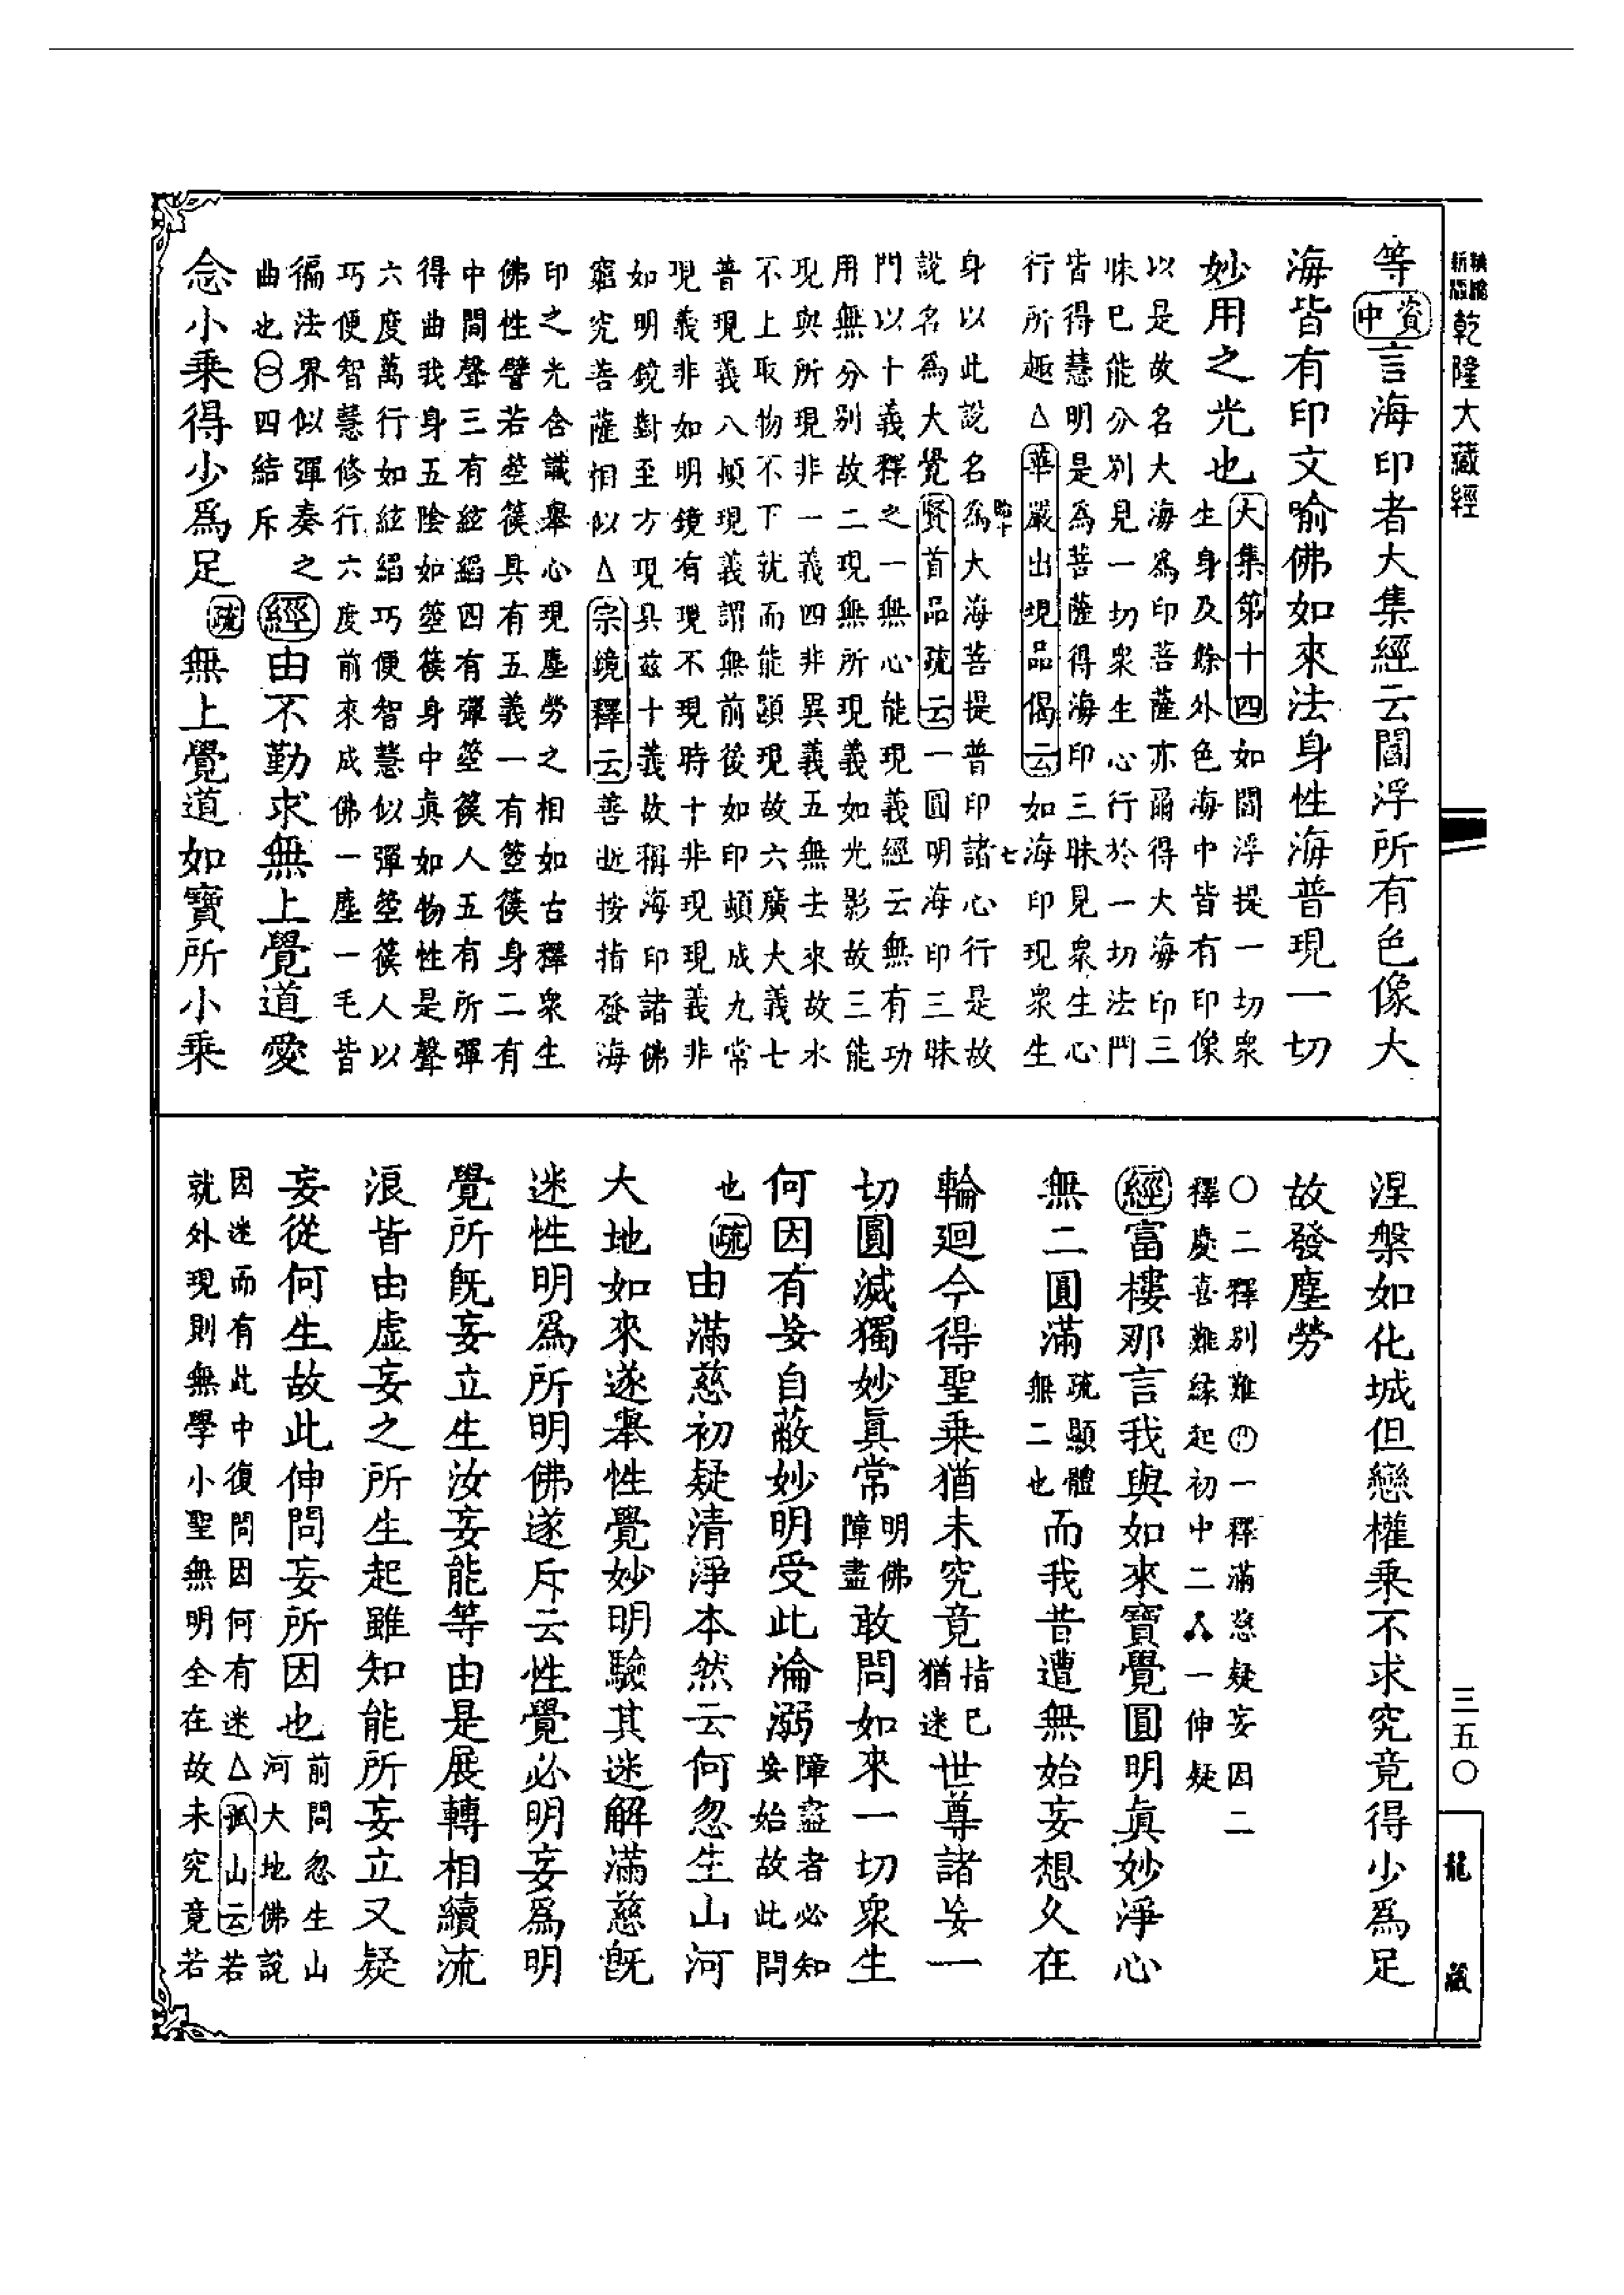 等資中言海印者大集經云閻浮所有色像大
海皆有印文喻佛如來法身性海普現一切
妙用之光也大集第十四如閻浮提一切衆
生身及餘外色海中皆有印像
以是故名大海爲印菩薩亦爾得大海印三
昧已能分別見一切衆生心行於一切法門
皆得慧明是爲菩薩得海印三昧見衆生心
行所趣△華嚴出現品偈云如海印現衆生
身以此說名爲大海菩提普印諸心行是故
說名爲大覺賢首品疏云一圓明海印三昧
門以十義釋之一無心能現義經云無有功
用無分別故二現無所現義如光影故三能
現與所現非一義四非異義五無去來故水
不上取物不下就而能顯現故六廣大義七
普現義八頓現義謂無前後如印頓成九常
現義非如明鏡有現不現時十非現現義非
如明鏡對至方現具茲十義故稱海印諸佛
窮究菩薩相似△宗鏡釋云善逝按指發海
印之光含識舉心現塵勞之相如古釋衆生
佛性譬若箜篌具有五義一有箜篌身二有
中間聲三有絃縚四有彈箜篌人五有所彈
得曲我身五陰如箜篌身中真如物性是聲
六度萬行如絃縚巧便智慧似彈箜篌人以
巧便智慧修行六度前來成佛一塵一毛皆
徧法界似彈奏之
曲也四結斥
經由不勤求無上覺道愛
念小乘得少爲足疏無上覺道如寶所小乘
涅槃如化城但戀權乘不求究竟得少爲足
故發塵勞
○二釋別難一釋滿慈疑妄因二
釋慶喜難緣起初中二一伸疑
經富樓那言我與如來寶覺圓明眞妙淨心
無二圓滿疏顯體無二也而我昔遭無始妄想久在
輪迴今得聖乘猶未究竟指已猶迷世尊諸妄一
切圓滅獨妙眞常明佛障盡敢問如來一切衆生
何因有妄自蔽妙明受此淪溺障盡者必知妄始故此問
也疏由滿慈初疑清淨本然云何忽生山河
大地如來遂舉性覺妙明驗其迷解滿慈旣
迷性明爲所明佛遂斥云性覺必明妄爲明
覺所旣妄立生汝妄能等由是展轉相續流
浪皆由虛妄之所生起雖知能所妄立又疑
妄從何生故此伸問妄所因也前問忽生山河大地佛說
因迷而有此中復問因何有迷△孤山云若
就外現則無學小聖無明全在故未究竟若
新版乾隆大藏經
三五〇
龍藏